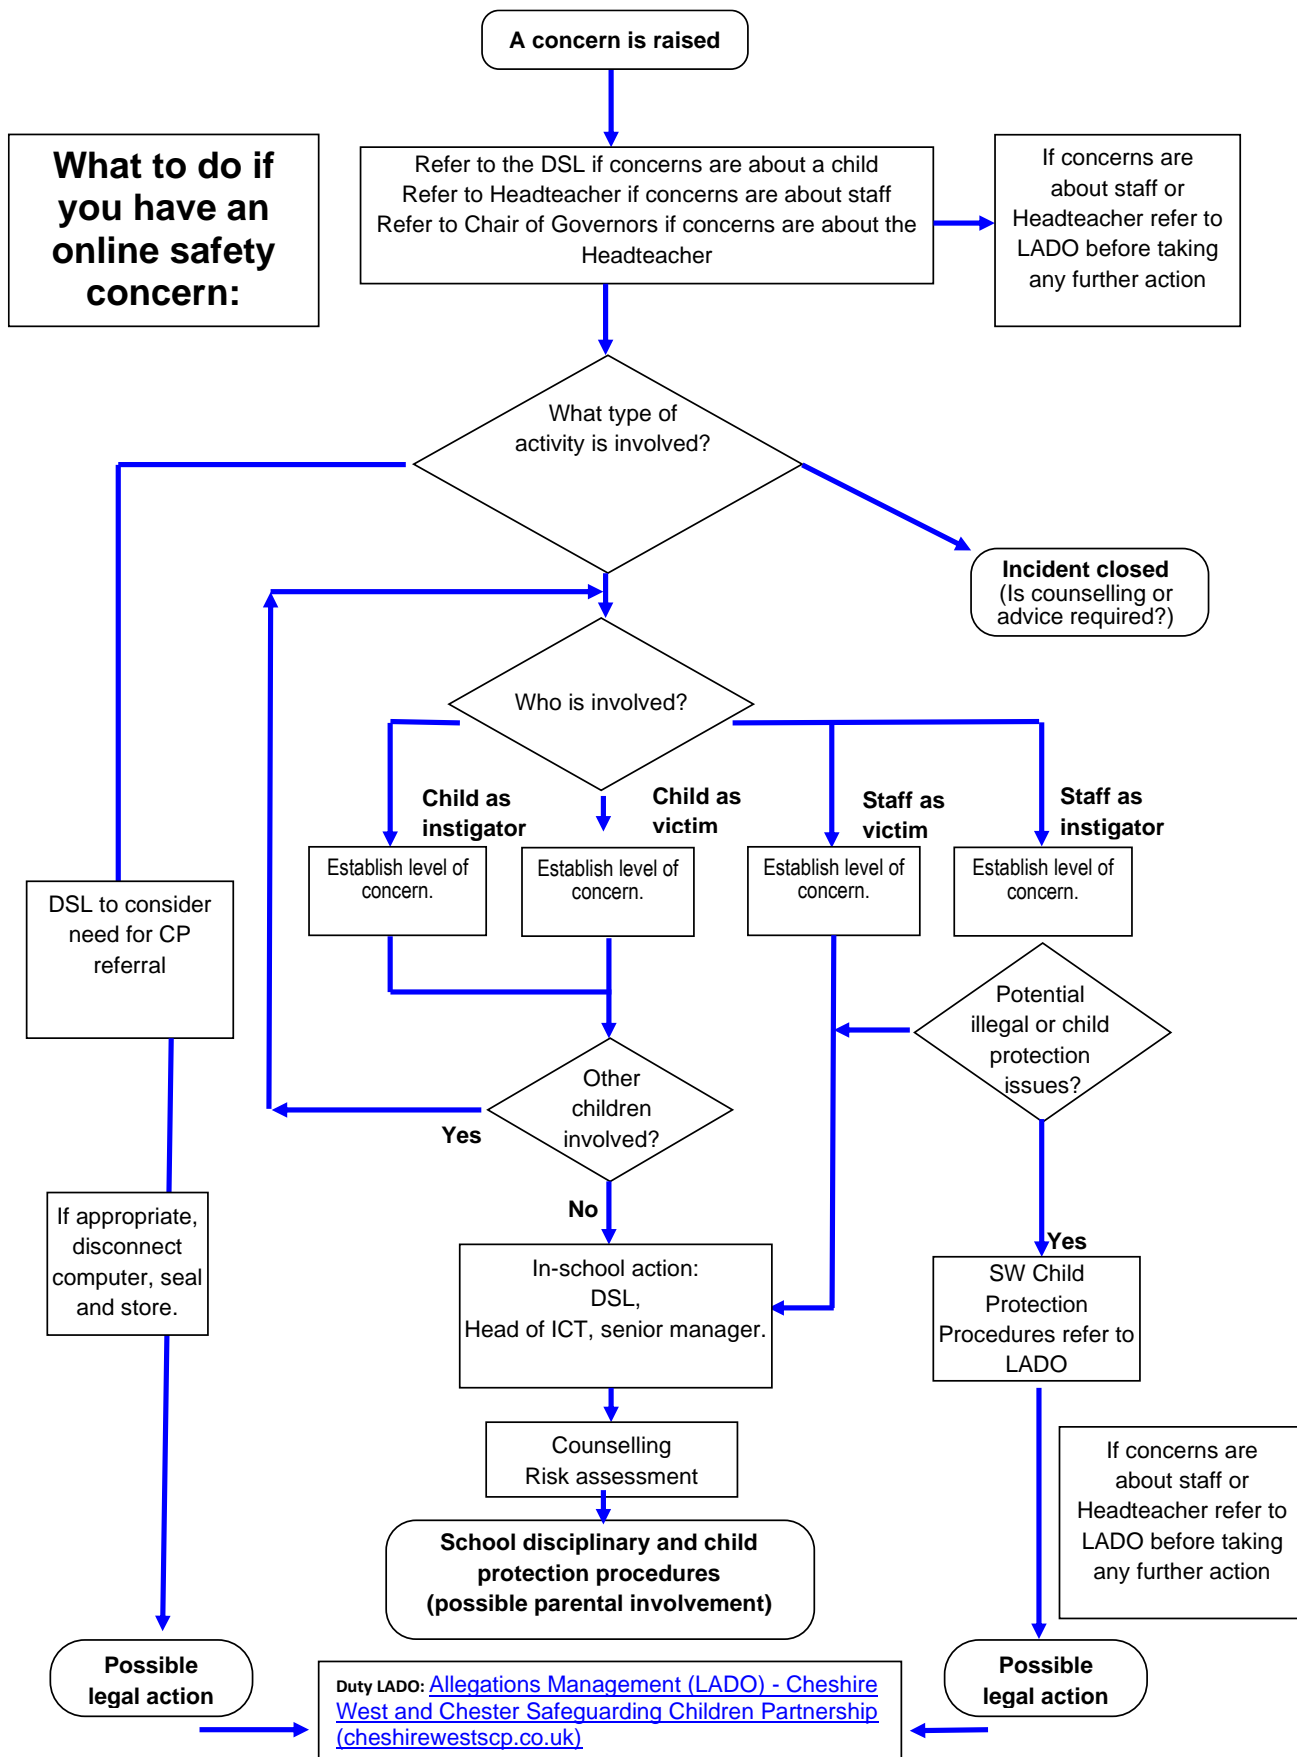 A concern is raised
What to do if
you have an
online safety
concern:
Refer to the DSL if concerns are about a child
Refer to Headteacher if concerns are about staff
Refer to Chair of Governors if concerns are about the
Headteacher
If concerns are
about staff or
Headteacher refer to
LADO before taking
any further action
What type of
activity is involved?
Incident closed
(Is counselling or
advice required?)
Who is involved?
Child as
instigator
Child as
victim
Staff as
victim
Staff as
instigator
Establish level of
concern.
Establish level of
concern.
Establish level of
concern.
Establish level of
concern.
DSL to consider
need for CP
referral
Potential
illegal or child
protection
issues?
Other
children
involved?
Yes
No
If appropriate,
disconnect
computer, seal
and store.
In-school action:
DSL,
Head of ICT, senior manager.
Yes
SW Child
Protection
Procedures refer to
LADO
Counselling
Risk assessment
If concerns are
about staff or
Headteacher refer to
LADO before taking
any further action
School disciplinary and child
protection procedures
(possible parental involvement)
Possible
legal action
Duty LADO: Allegations Management (LADO) - Cheshire
West and Chester Safeguarding Children Partnership
(cheshirewestscp.co.uk)
Possible
legal action